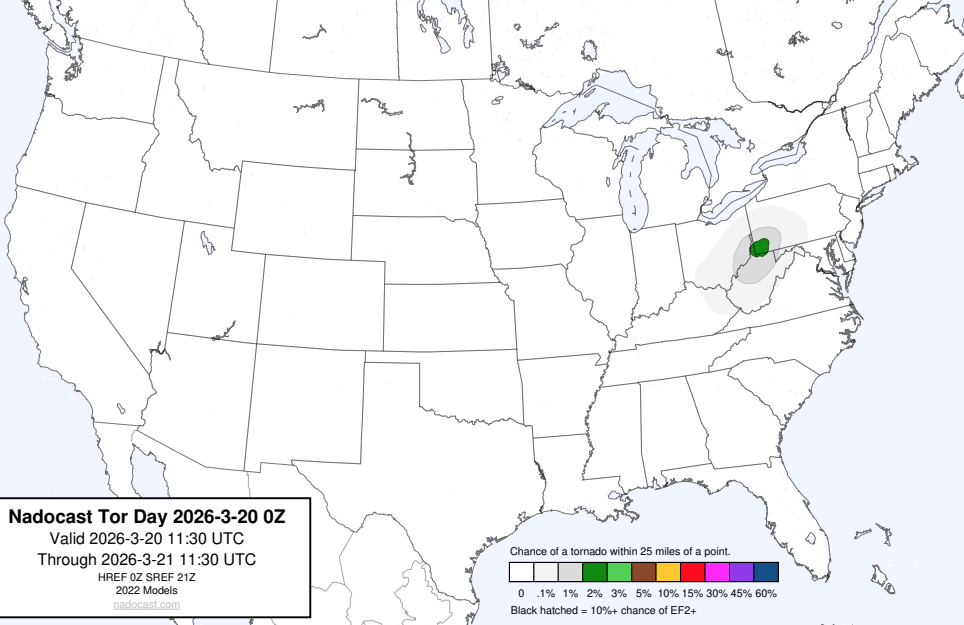 Nadocast Tor Day 2026-3-20 0Z
Valid 2026-3-20 11:30 UTC
Through 2026-3-21 11:30 UTC
HREF 0Z SREF 21Z
2022 Models
nadocast.com
Chance of a tornado within 25 miles of a point.
0 .1% 1% 2% 3% 5% 10% 15% 30% 45% 60%
Black hatched = 10%+ chance of EF2+